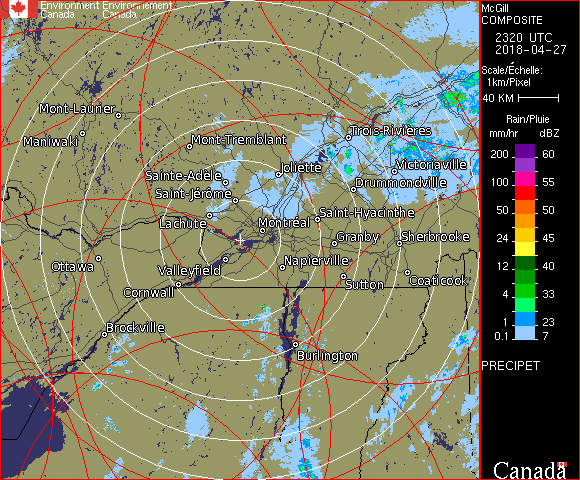 Environment Environnement
Canada Canada
McGill
COMPOSITE
2320 UTC
2018-04-27
Scale/Échelle:
1km/Pixel
40 KM
Rain/Pluie
mm/hr dBZ
200 60
100 55
50 50
24 45
12 40
4 33
1 23
0.1 7
PRECIPET
Canada
Mont-Laurier
Maniwaki
Mont-Tremblant
Trois-Rivières
Sainte-Adèle
Joliette
Victoriaville
Saint-Jérôme
Drummondville
Lachute
Montréal
Saint-Hyacinthe
Granby
Sherbrooke
Ottawa
Valleyfield
Napierville
Cornwall
Sutton
Coaticook
Brockville
Burlington